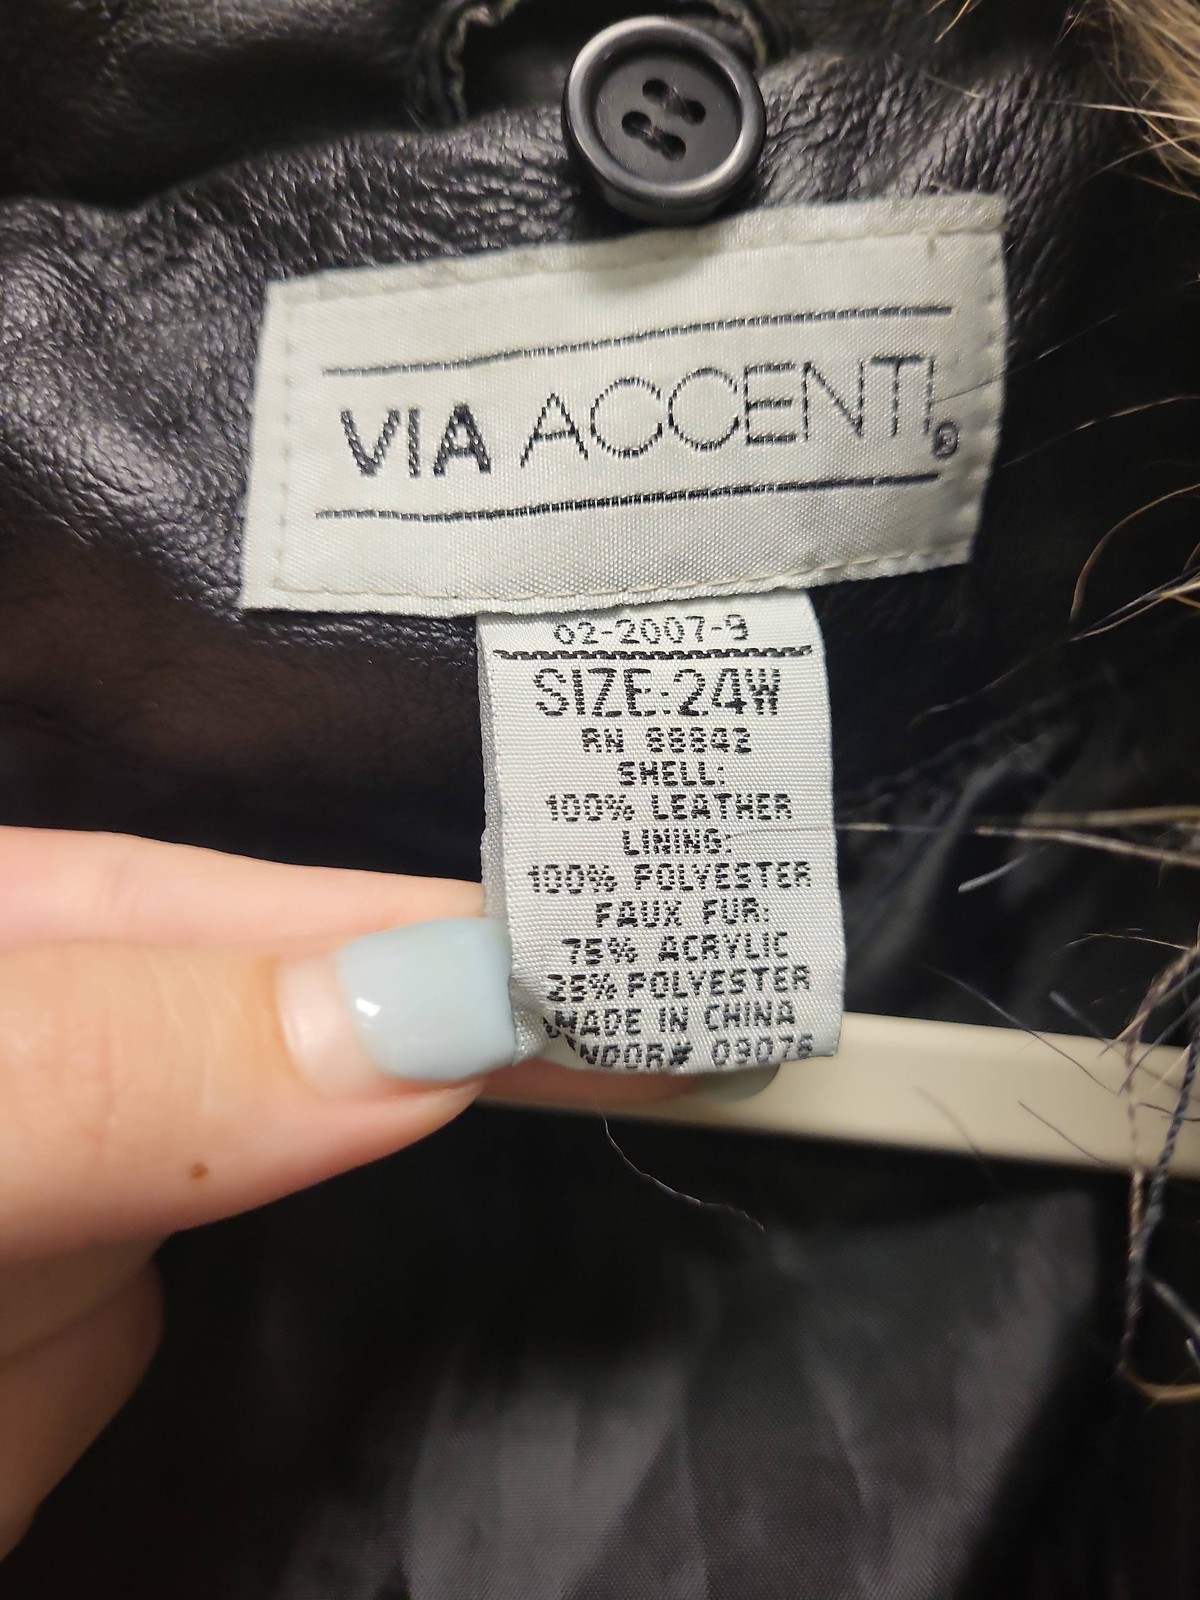 VIA ACCENTI©
02-2007-9
SIZE:24W
RN 88842
SHELL:
100% LEATHER
LINING:
100% POLYESTER
FAUX FUR:
75% ACRYLIC
25% POLYESTER
MADE IN CHINA
09076